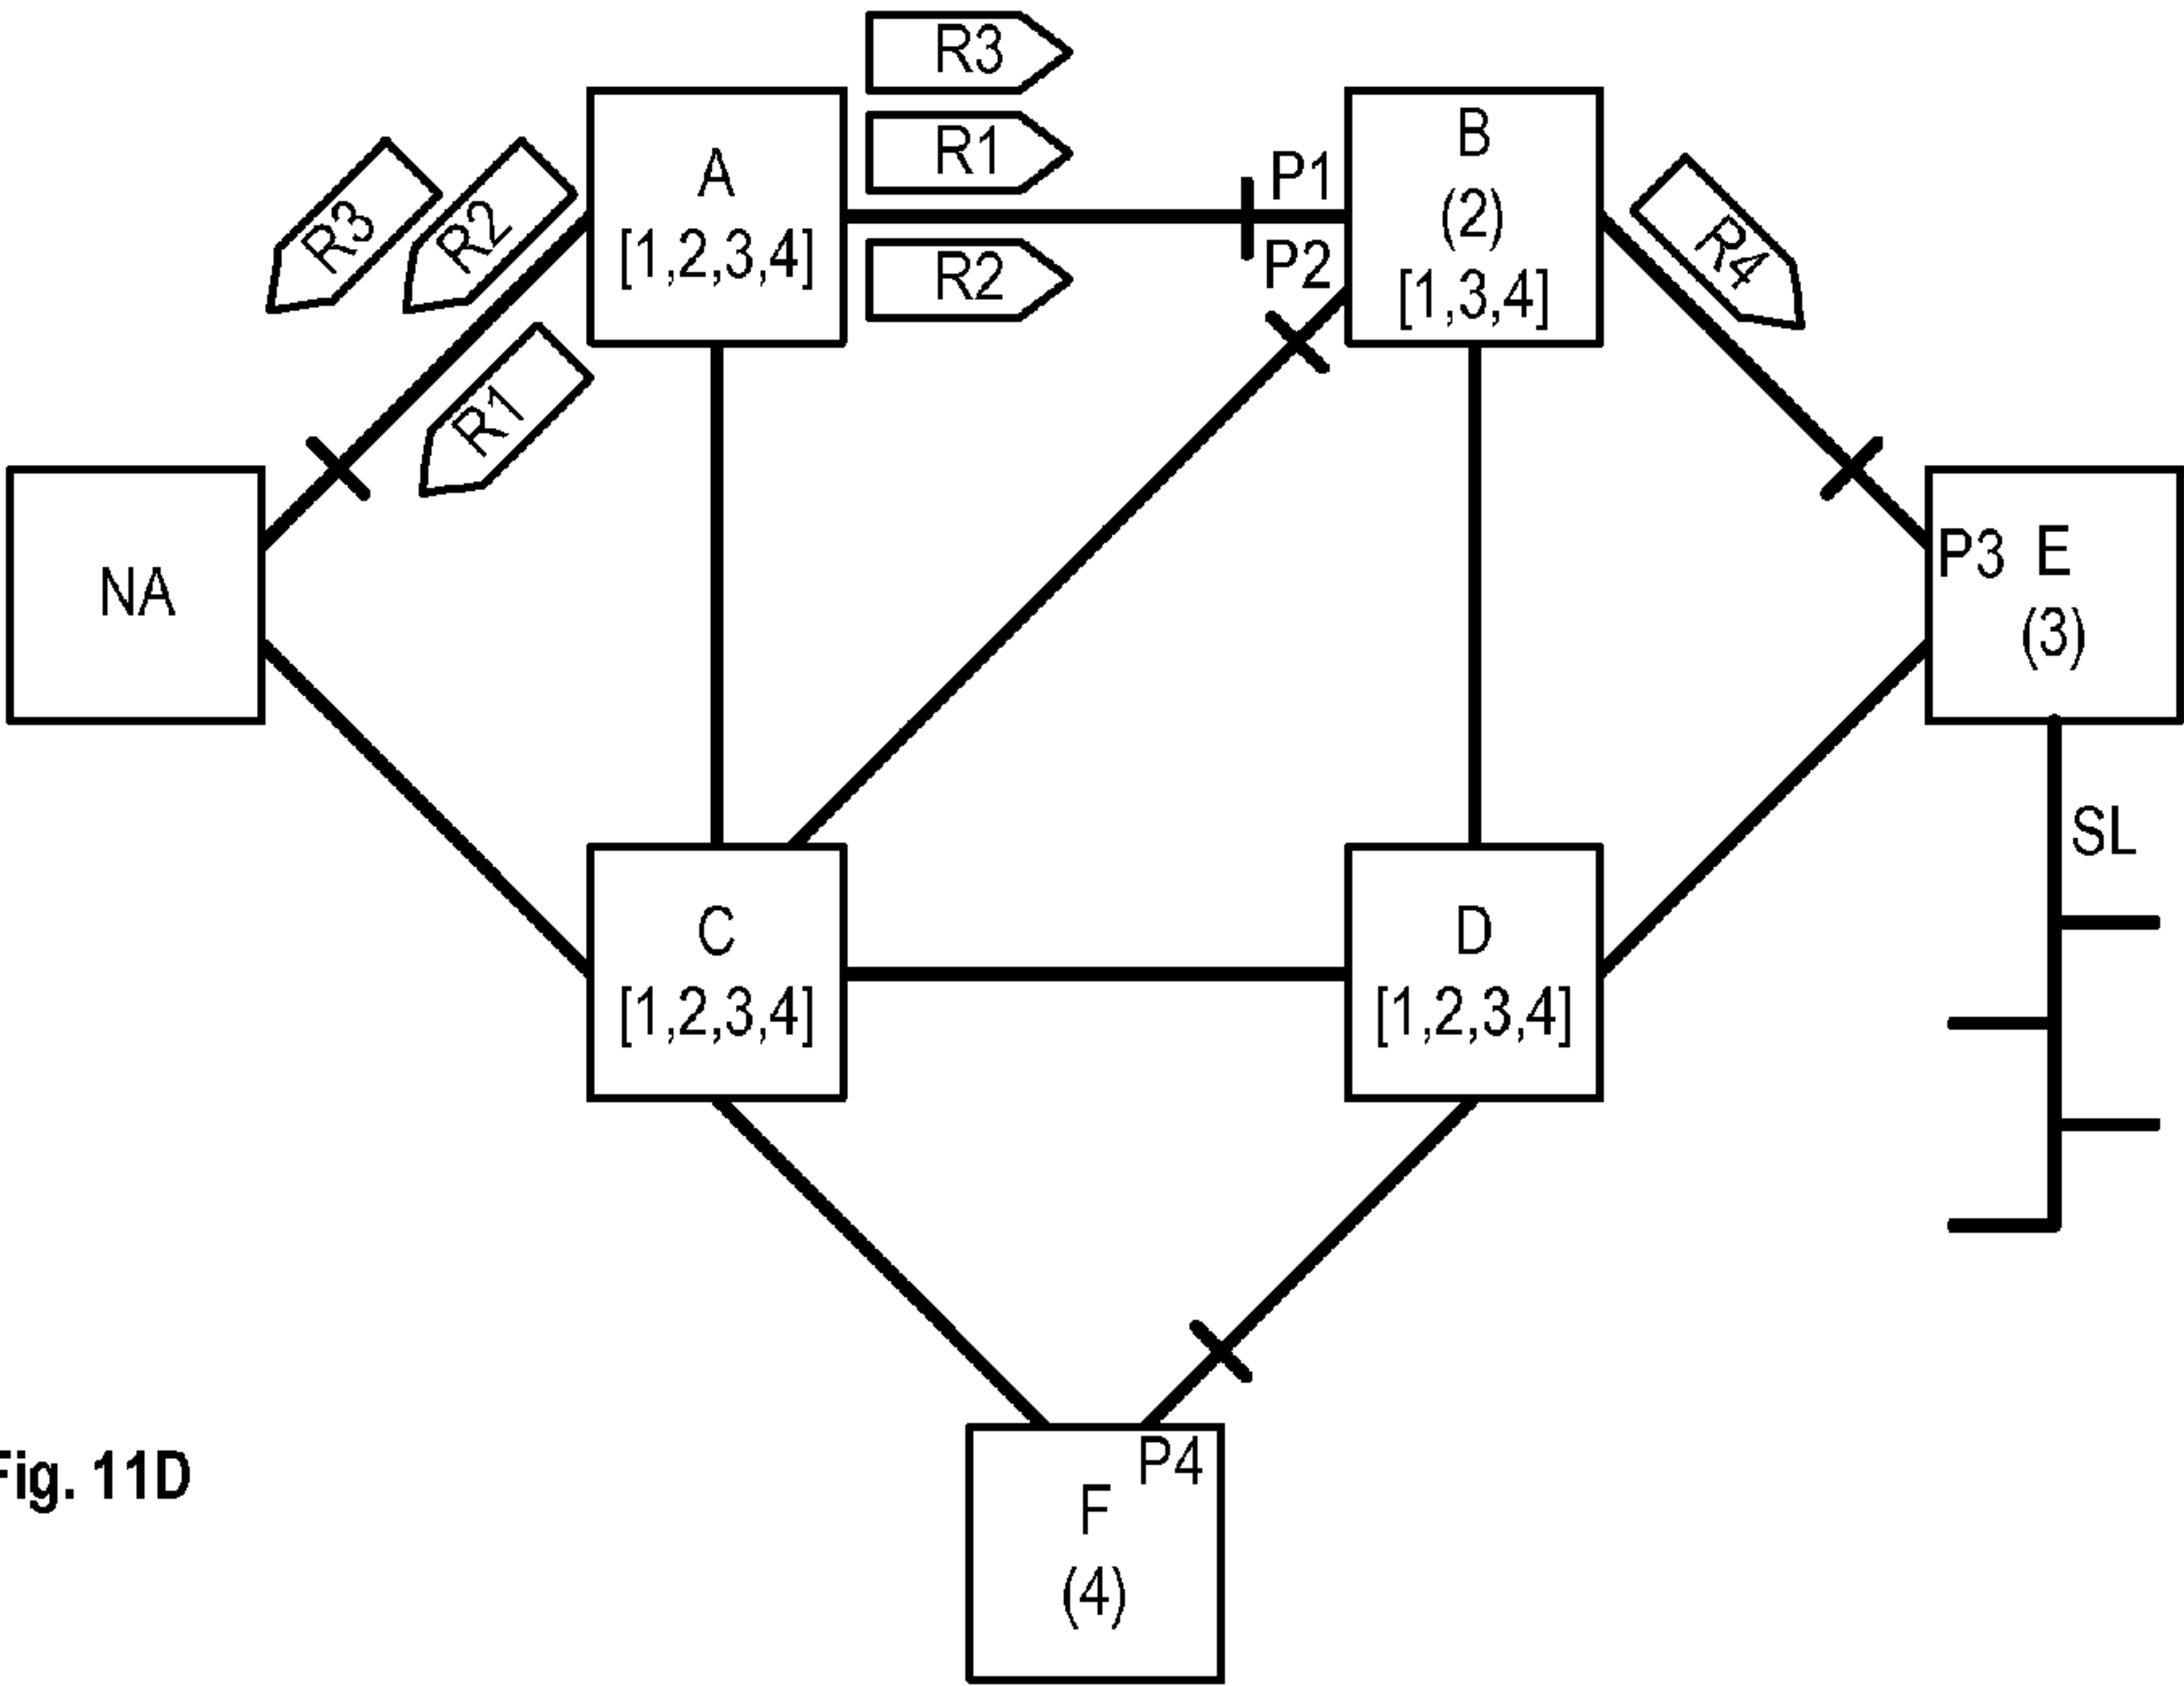 R3
R3
R2
A
[1,2,3,4]
R1
R2
P1
P2
B
(2)
[1,3,4]
R4
R1
NA
P3
E
(3)
SL
C
[1,2,3,4]
D
[1,2,3,4]
P4
F
(4)
Fig. 11D